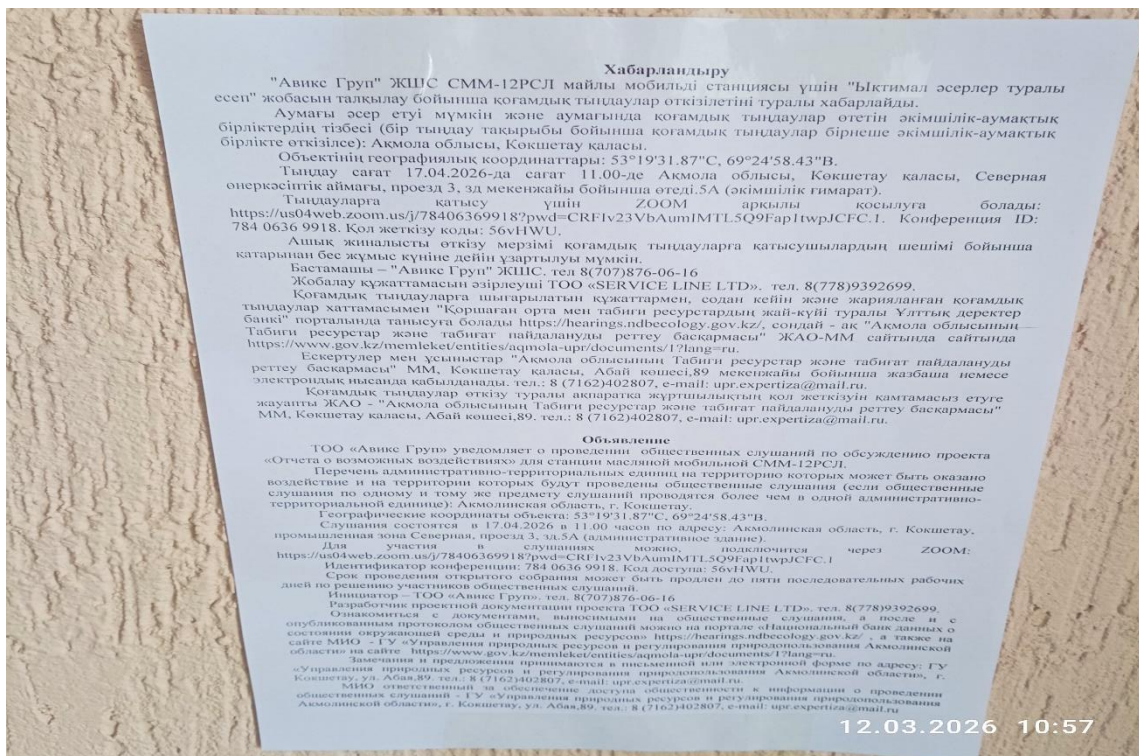 Хабарландыру
"Авикс Груп" ЖШС СММ-12РСЛ майлы мобильді станциясы үшін "Ықтимал әсерлер туралы
есеп" жобасын талқылау бойынша қоғамдық тыңдаулар өткізілетіні туралы хабарлайды.
Аумағы әсер етуі мүмкін және аумағында қоғамдық тыңдаулар өтетін әкімшілік-аумақтық
бірліктердің тізбесі (бір тыңдау тақырыбы бойынша қоғамдық тыңдаулар бірнеше әкімшілік-аумақтық
бірлікте өткізілсе): Ақмола облысы, Көкшетау қаласы.
Объектінің географиялық координаттары: 53°19'31.87"С, 69°24'58.43"В.
Тыңдау сағат 17.04.2026-да сағат 11.00-де Ақмола облысы, Көкшетау қаласы, Северная
өнеркәсіптік аймағы, проезд 3, зд мекенжайы бойынша өтеді.5А (әкімшілік ғимарат).
Тыңдауларға қатысу үшін ZOOM арқылы қосылуға болады:
https://us04web.zoom.us/j/78406369918?pwd=CRFIv23VbAumIMTL5Q9Fap1twpJCFC.1. Конференция ID:
784 0636 9918. Қол жеткізу коды: 56vHWU.
Ашық жиналысты өткізу мерзімі қоғамдық тыңдауларға қатысушылардың шешімі бойынша
қатарынан бес жұмыс күніне дейін ұзартылуы мүмкін.
Бастамашы – "Авикс Груп" ЖШС. тел 8(707)876-06-16
Жобалау құжаттамасын әзірлеуші ТОО «SERVICE LINE LTD». тел. 8(778)9392699.
Қоғамдық тыңдауларға шығарылатын құжаттармен, содан кейін және жарияланған қоғамдық
тыңдаулар хаттамасымен "Қоршаған орта мен табиғи ресурстардың жай-күйі туралы Ұлттық деректер
банкі" порталында танысуға болады https://hearings.ndbecology.gov.kz/, сондай - ақ "Ақмола облысының
Табиғи ресурстар және табиғат пайдалануды реттеу басқармасы" ЖАО-ММ сайтында сайтында
https://www.gov.kz/memleket/entities/aqmola-upr/documents/1?lang=ru.
Ескертулер мен ұсыныстар "Ақмола облысының Табиғи ресурстар және табиғат пайдалануды
реттеу басқармасы" ММ, Көкшетау қаласы, Абай көшесі,89 мекенжайы бойынша жазбаша немесе
электрондық нысанда қабылданады. тел.: 8 (7162)402807, e-mail: upr.expertiza@mail.ru.
Қоғамдық тыңдаулар өткізу туралы ақпаратқа жұртшылықтың қол жеткізуін қамтамасыз етуге
жауапты ЖАО - "Ақмола облысының Табиғи ресурстар және табиғат пайдалануды реттеу басқармасы"
ММ, Көкшетау қаласы, Абай көшесі,89. тел.: 8 (7162)402807, e-mail: upr.expertiza@mail.ru.
Объявление
ТОО «Авикс Груп» уведомляет о проведении общественных слушаний по обсуждению проекта
«Отчета о возможных воздействиях» для станции масляной мобильной СММ-12РСЛ.
Перечень административно-территориальных единиц на территорию которых может быть оказано
воздействие и на территории которых будут проведены общественные слушания (если общественные
слушания по одному и тому же предмету слушаний проводятся более чем в одной административно-
территориальной единице): Акмолинская область, г. Кокшетау.
Географические координаты объекта: 53°19'31.87"С, 69°24'58.43"В.
Слушания состоятся в 17.04.2026 в 11.00 часов по адресу: Акмолинская область, г. Кокшетау,
промышленная зона Северная, проезд 3, зд.5А (административное здание).
Для участия в слушаниях можно, подключится через ZOOM:
https://us04web.zoom.us/j/78406369918?pwd=CRFIv23VbAumIMTL5Q9Fap1twpJCFC.1
Идентификатор конференции: 784 0636 9918. Код доступа: 56vHWU.
Срок проведения открытого собрания может быть продлен до пяти последовательных рабочих
дней по решению участников общественных слушаний.
Инициатор – ТОО «Авикс Груп». тел. 8(707)876-06-16
Разработчик проектной документации проекта ТОО «SERVICE LINE LTD». тел. 8(778)9392699.
Ознакомиться с документами, выносимыми на общественные слушания, а после и с
опубликованным протоколом общественных слушаний можно на портале «Национальный банк данных о
состоянии окружающей среды и природных ресурсов» https://hearings.ndbecology.gov.kz/ , а также на
сайте МИО - ГУ «Управления природных ресурсов и регулирования природопользования Акмолинской
области» на сайте https://www.gov.kz/memleket/entities/aqmola-upr/documents/1?lang=ru.
Замечания и предложения принимаются в письменной или электронной форме по адресу: ГУ
«Управления природных ресурсов и регулирования природопользования Акмолинской области», г.
Кокшетау, ул. Абая,89. тел.: 8 (7162)402807, e-mail: upr.expertiza@mail.ru.
МИО ответственный за обеспечение доступа общественности к информации о проведении
общественных слушаний - ГУ «Управления природных ресурсов и регулирования природопользования
Акмолинской области», г. Кокшетау, ул. Абая,89. тел.: 8 (7162)402807, e-mail: upr.expertiza@mail.ru
12.03.2026 10:57